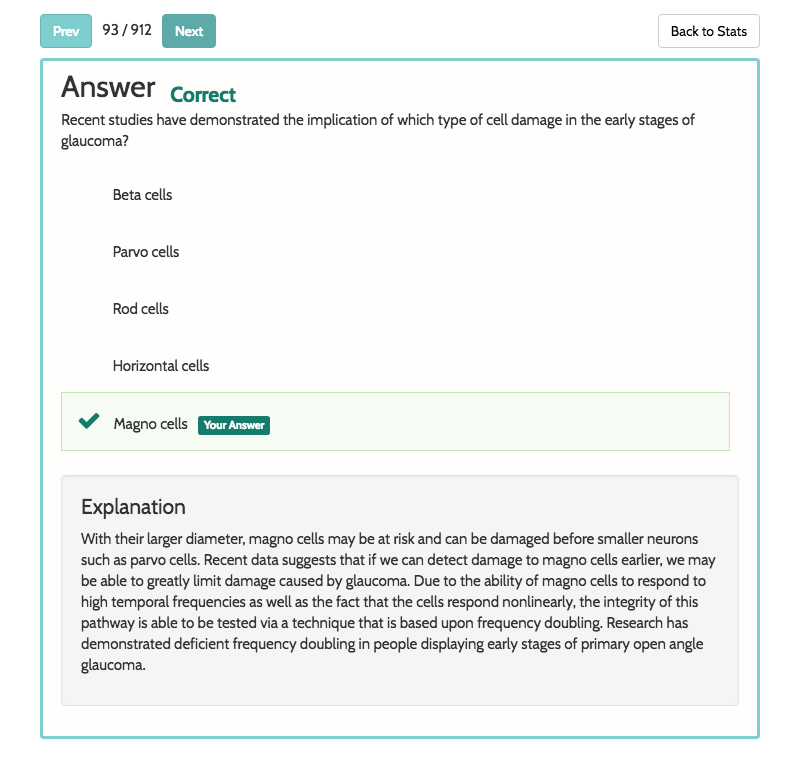 Prev 93 / 912 Next Back to Stats
Answer Correct
Recent studies have demonstrated the implication of which type of cell damage in the early stages of
glaucoma?
Beta cells
Parvo cells
Rod cells
Horizontal cells
Magno cells Your Answer
Explanation
With their larger diameter, magno cells may be at risk and can be damaged before smaller neurons
such as parvo cells. Recent data suggests that if we can detect damage to magno cells earlier, we may
be able to greatly limit damage caused by glaucoma. Due to the ability of magno cells to respond to
high temporal frequencies as well as the fact that the cells respond nonlinearly, the integrity of this
pathway is able to be tested via a technique that is based upon frequency doubling. Research has
demonstrated deficient frequency doubling in people displaying early stages of primary open angle
glaucoma.